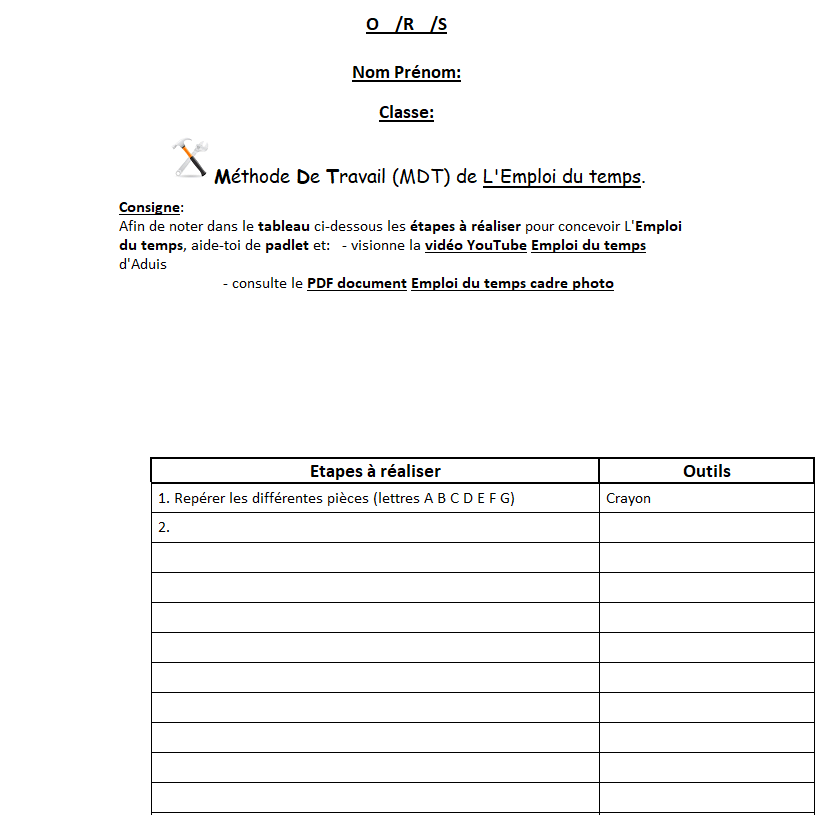 O /R /S
Nom Prénom:
Classe:
Méthode De Travail (MDT) de L'Emploi du temps.
Consigne:
Afin de noter dans le tableau ci-dessous les étapes à réaliser pour concevoir L'Emploi
du temps, aide-toi de padlet et: - visionne la vidéo YouTube Emploi du temps
d'Aduis
- consulte le PDF document Emploi du temps cadre photo
Etapes à réaliser Outils
1. Repérer les différentes pièces (lettres A B C D E F G) Crayon
2.